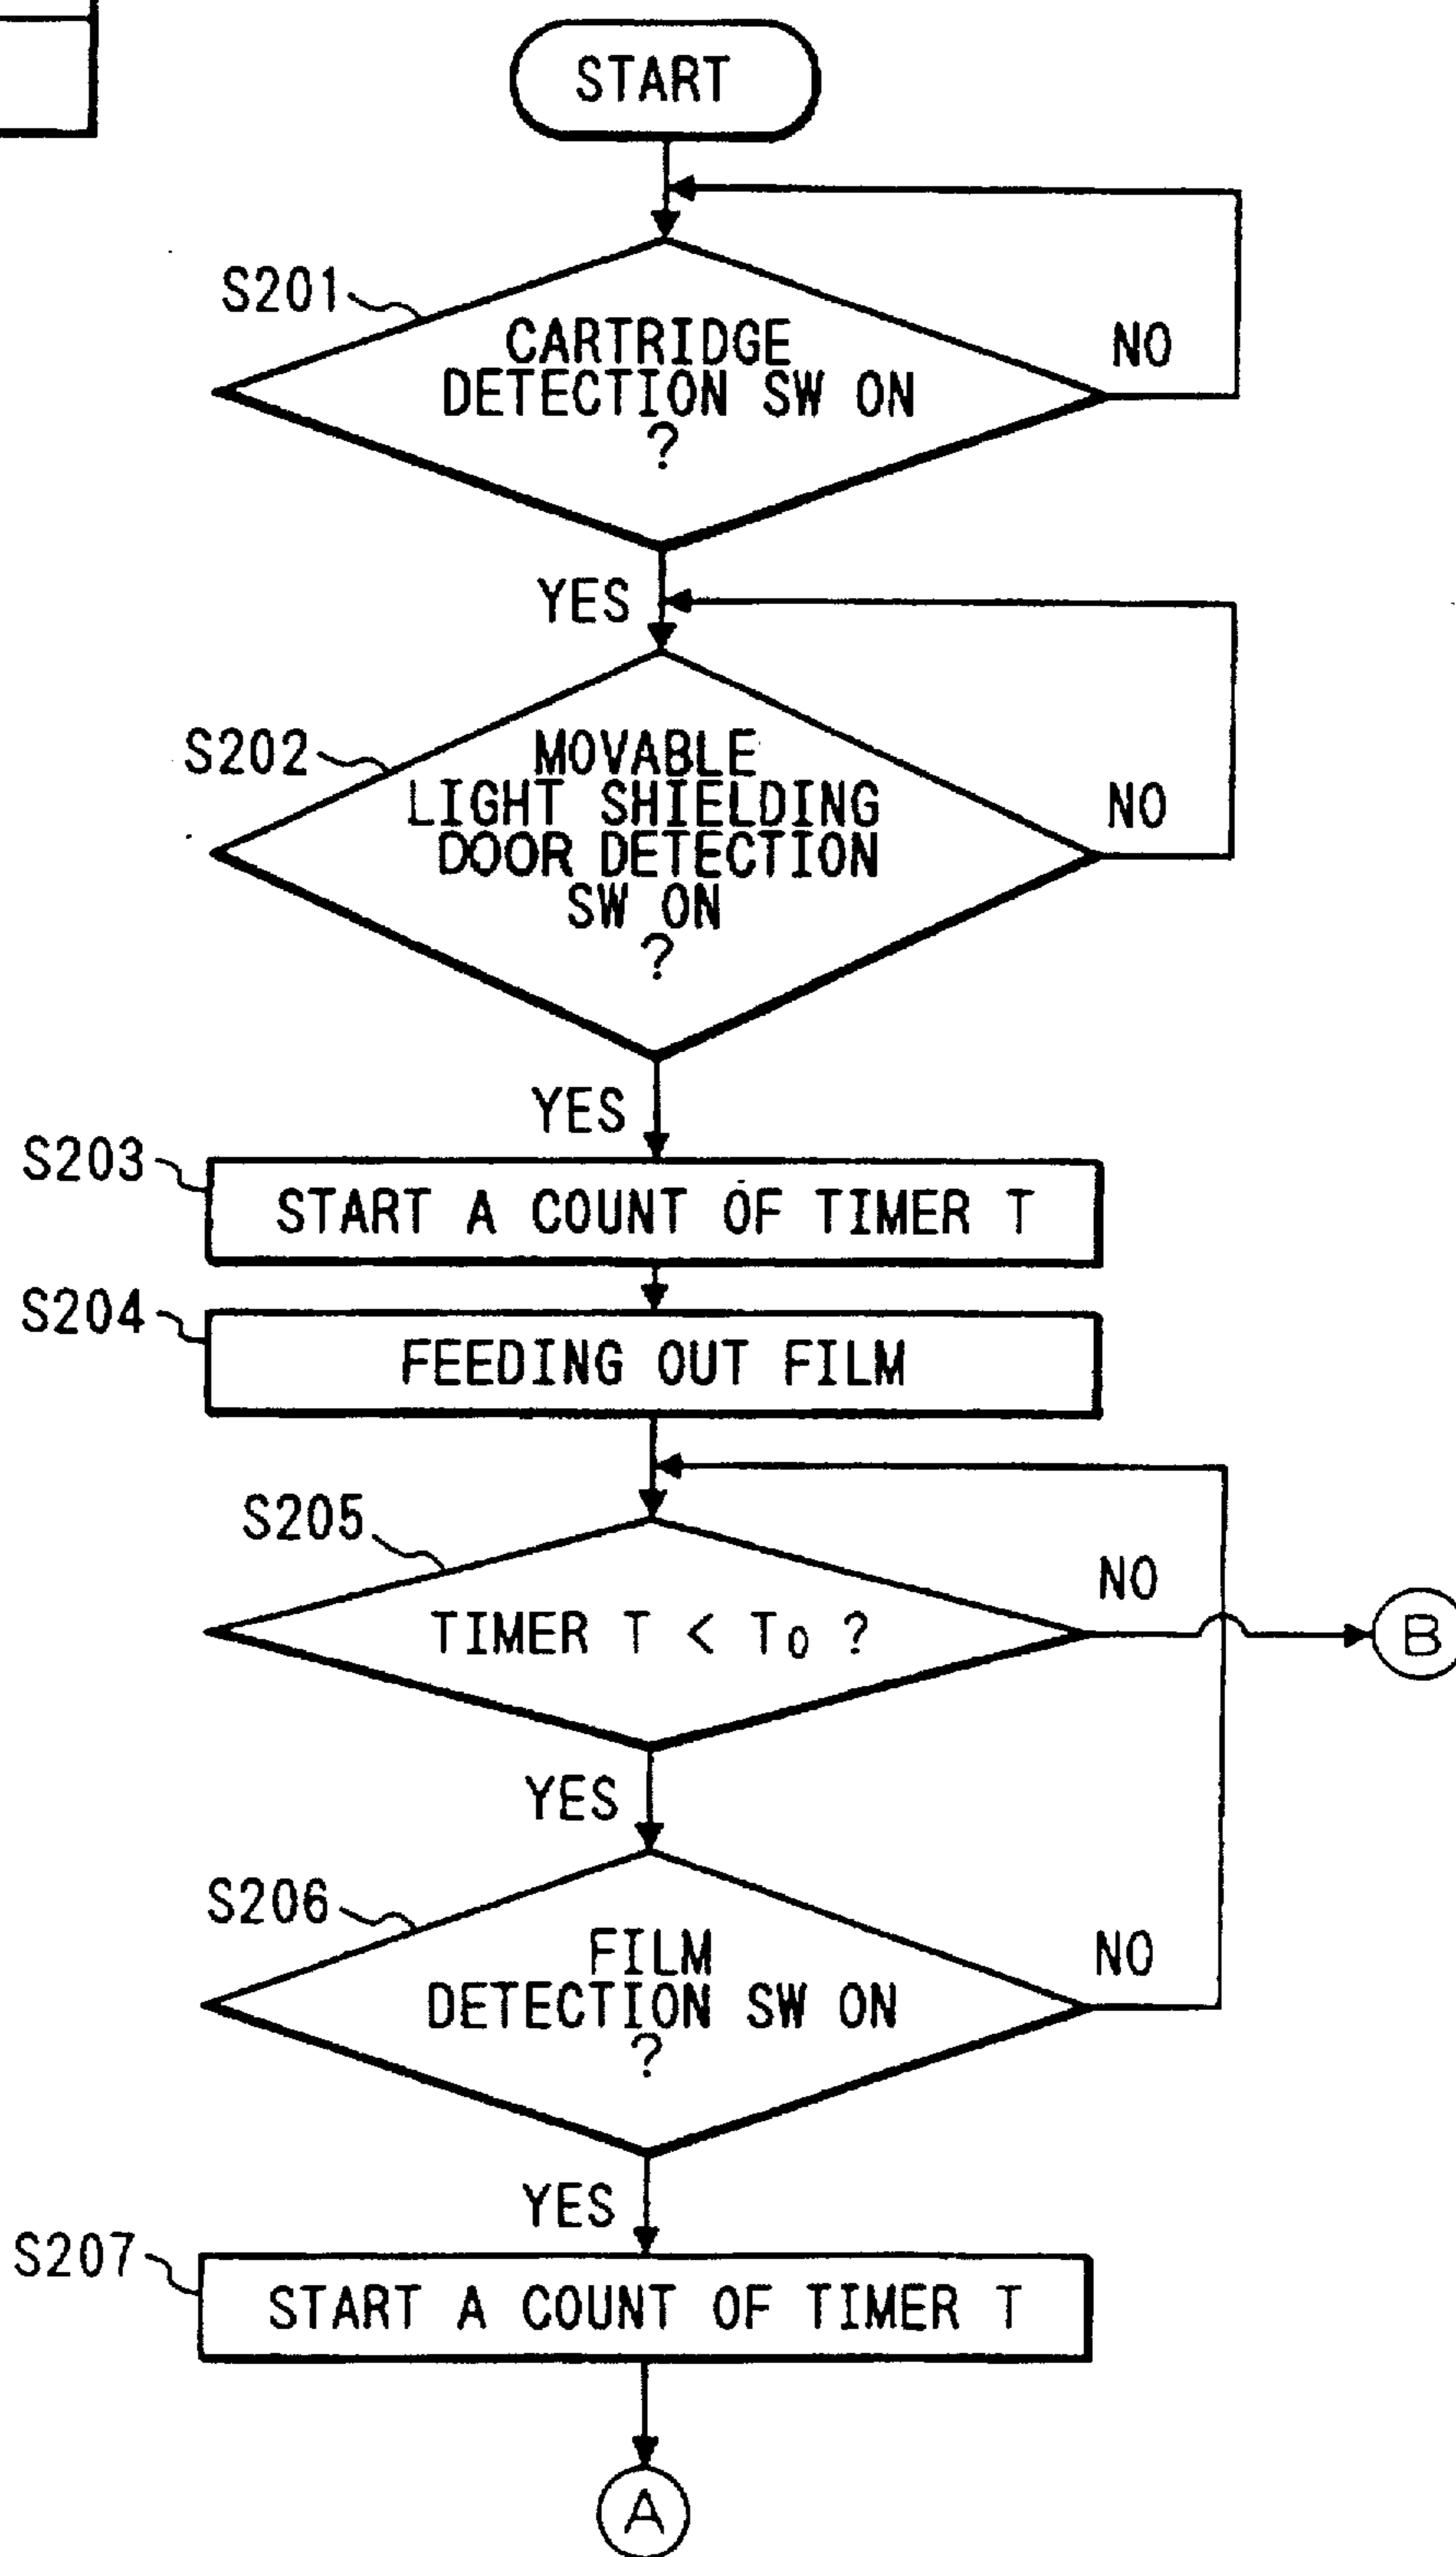 START
S201
CARTRIDGE
DETECTION SW ON
?
NO
YES
S202
MOVABLE
LIGHT SHIELDING
DOOR DETECTION
SW ON
?
NO
YES
S203
START A COUNT OF TIMER T
S204
FEEDING OUT FILM
S205
TIMER T < T₀ ?
NO
B
YES
S206
FILM
DETECTION SW ON
?
NO
YES
S207
START A COUNT OF TIMER T
A